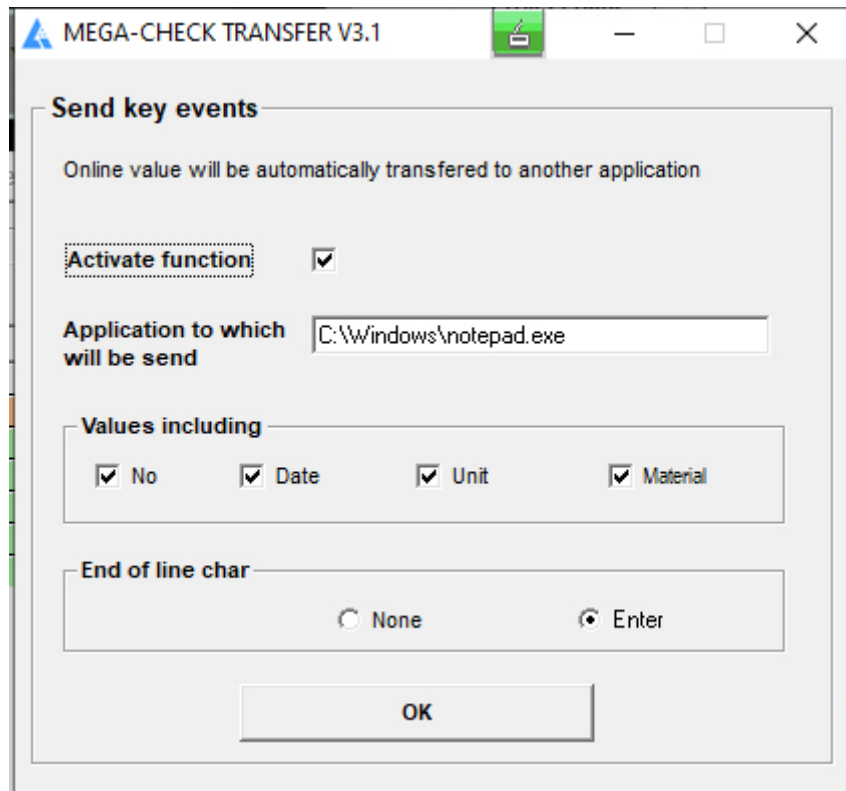 MEGA-CHECK TRANSFER V3.1
Send key events
Online value will be automatically transfered to another application
Activate function
Application to which
will be send
C:\Windows\notepad.exe
Values including
No Date Unit Material
End of line char
None Enter
OK